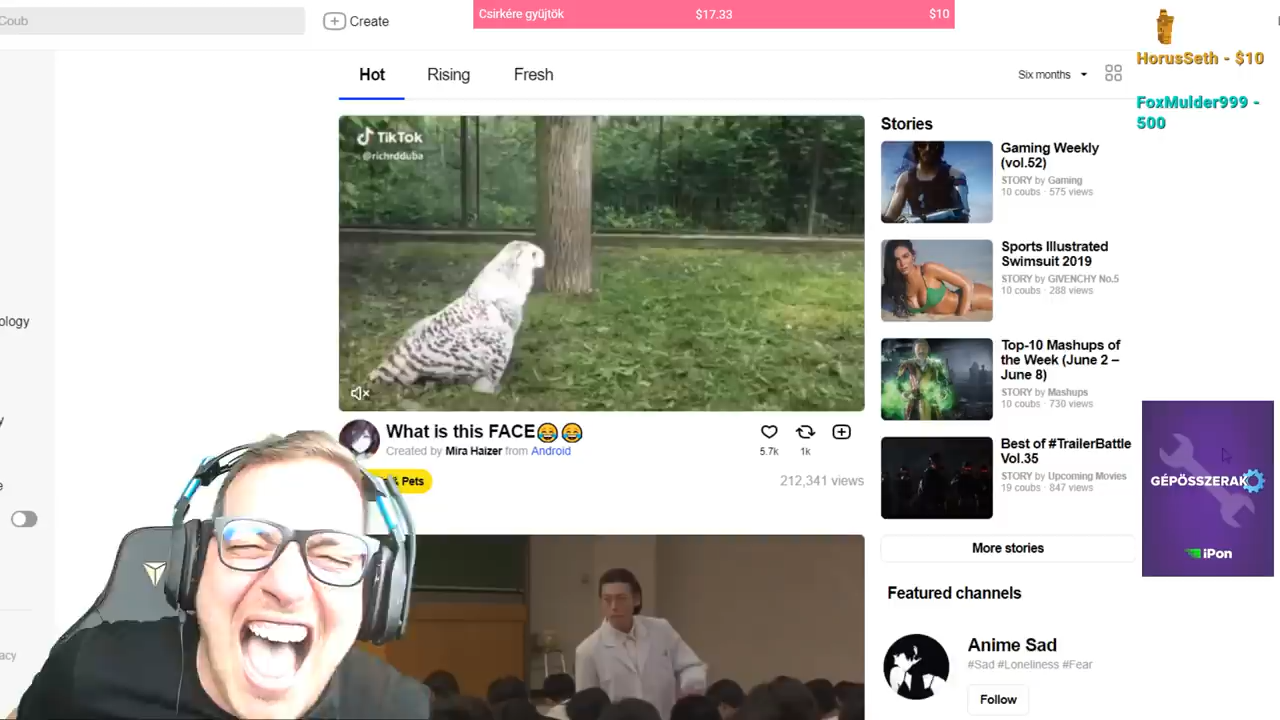 Coub
Create
Csirkére gyűjtök
$17.33
$10
HorusSeth - $10
FoxMulder999 -
500
Hot
Rising
Fresh
Six months
TikTok
@richrdduba
What is this FACE😂😂
Created by Mira Haizer from Android
& Pets
5.7k
1k
212,341 views
Stories
Gaming Weekly
(vol.52)
STORY by Gaming
10 coubs · 575 views
Sports Illustrated
Swimsuit 2019
STORY by GIVENCHY No.5
10 coubs · 288 views
Top-10 Mashups of
the Week (June 2 –
June 8)
STORY by Mashups
10 coubs · 730 views
Best of #TrailerBattle
Vol.35
STORY by Upcoming Movies
19 coubs · 847 views
More stories
Featured channels
Anime Sad
#Sad #Loneliness #Fear
Follow
GÉPÖSSZERAK
iPon
ology
y
e
acy